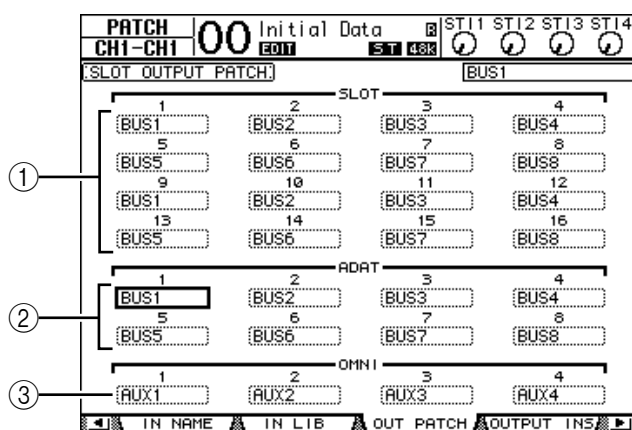 PATCH 00 Initial Data R STI1 STI2 STI3 STI4
CH1-CH1 EDIT ST 48K
SLOT OUTPUT PATCH BUS1
SLOT
1 2 3 4
BUS1 BUS2 BUS3 BUS4
5 6 7 8
BUS5 BUS6 BUS7 BUS8
9 10 11 12
BUS1 BUS2 BUS3 BUS4
13 14 15 16
BUS5 BUS6 BUS7 BUS8
1
ADAT
1 2 3 4
BUS1 BUS2 BUS3 BUS4
5 6 7 8
BUS5 BUS6 BUS7 BUS8
2
OMNI
1 2 3 4
3 AUX1 AUX2 AUX3 AUX4
IN NAME IN LIB OUT PATCH OUTPUT INS